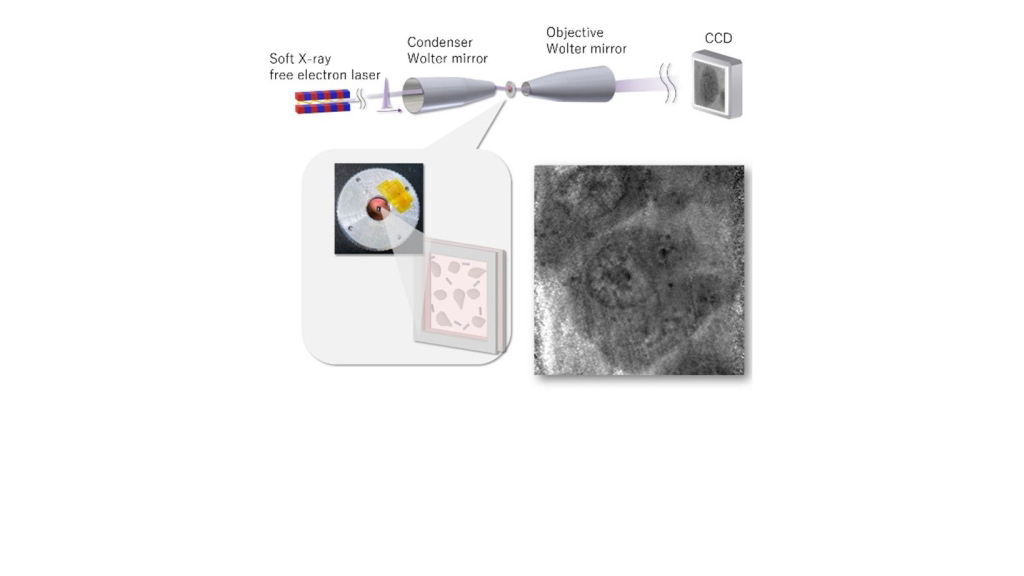 Soft X-ray
free electron laser
Condenser
Wolter mirror
Objective
Wolter mirror
CCD